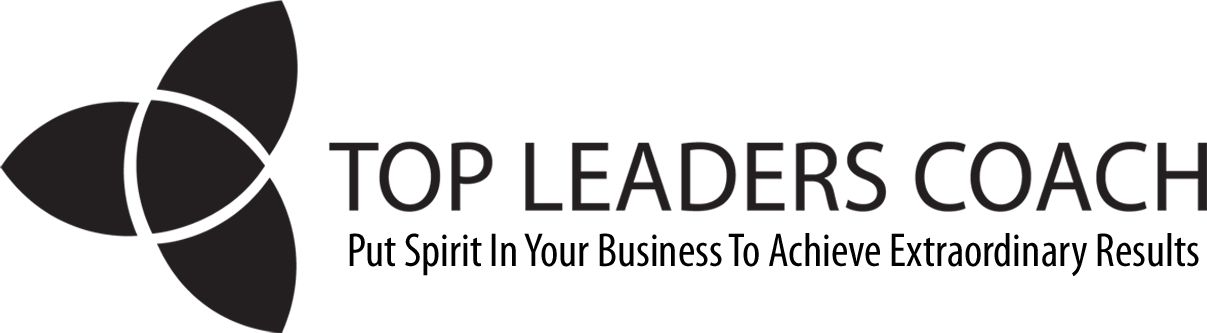 TOP LEADERS COACH
Put Spirit In Your Business To Achieve Extraordinary Results